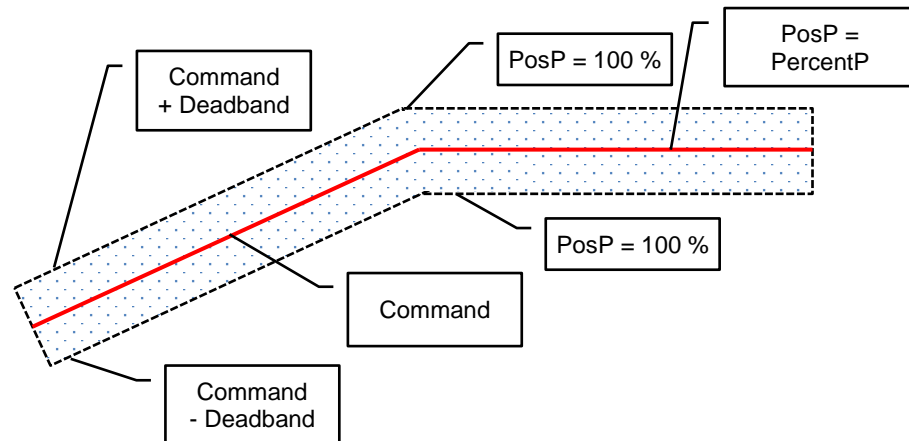 PosP =
PercentP
PosP = 100 %
Command
+ Deadband
PosP = 100 %
Command
Command
- Deadband